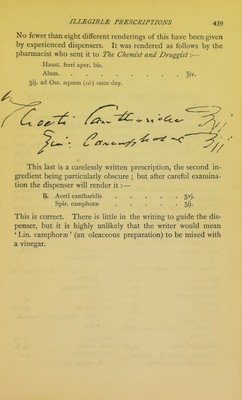 ILLEGIBLE PRESCRIPTIONS 439
No fewer than eight different renderings of this have been given
by experienced dispensers. It was rendered as follows by the
pharmacist who sent it to The Chemist and Druggist :—
Haust. ferri aper. bis.
Alum. . . . . . . . ʒiv.
ʒij. ad Oss. aquam (sic) once day.
This last is a carelessly written prescription, the second in-
gredient being particularly obscure ; but after careful examina-
tion the dispenser will render it :—
℞ Aceti cantharidis . . . . . ʒvj.
Spir. camphoræ . . . . . ʒij.
This is correct. There is little in the writing to guide the dis-
penser, but it is highly unlikely that the writer would mean
‘ Lin. camphoræ ’ (an oleaceous preparation) to be mixed with
a vinegar.